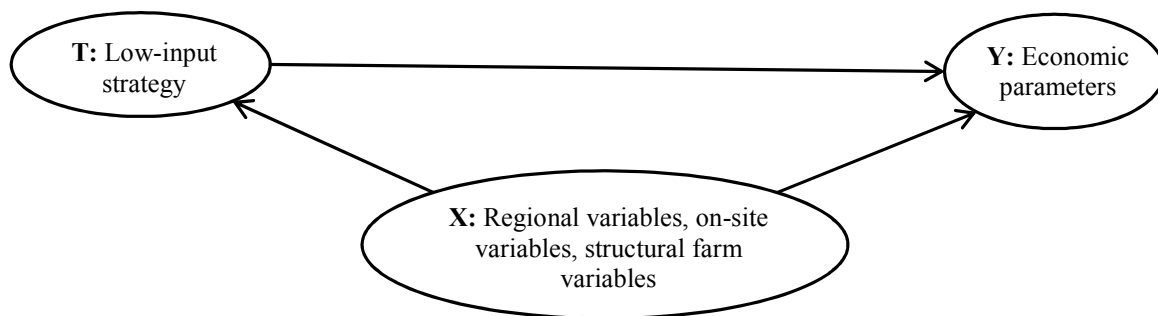 T: Low-input
strategy
Y: Economic
parameters
X: Regional variables, on-site
variables, structural farm
variables